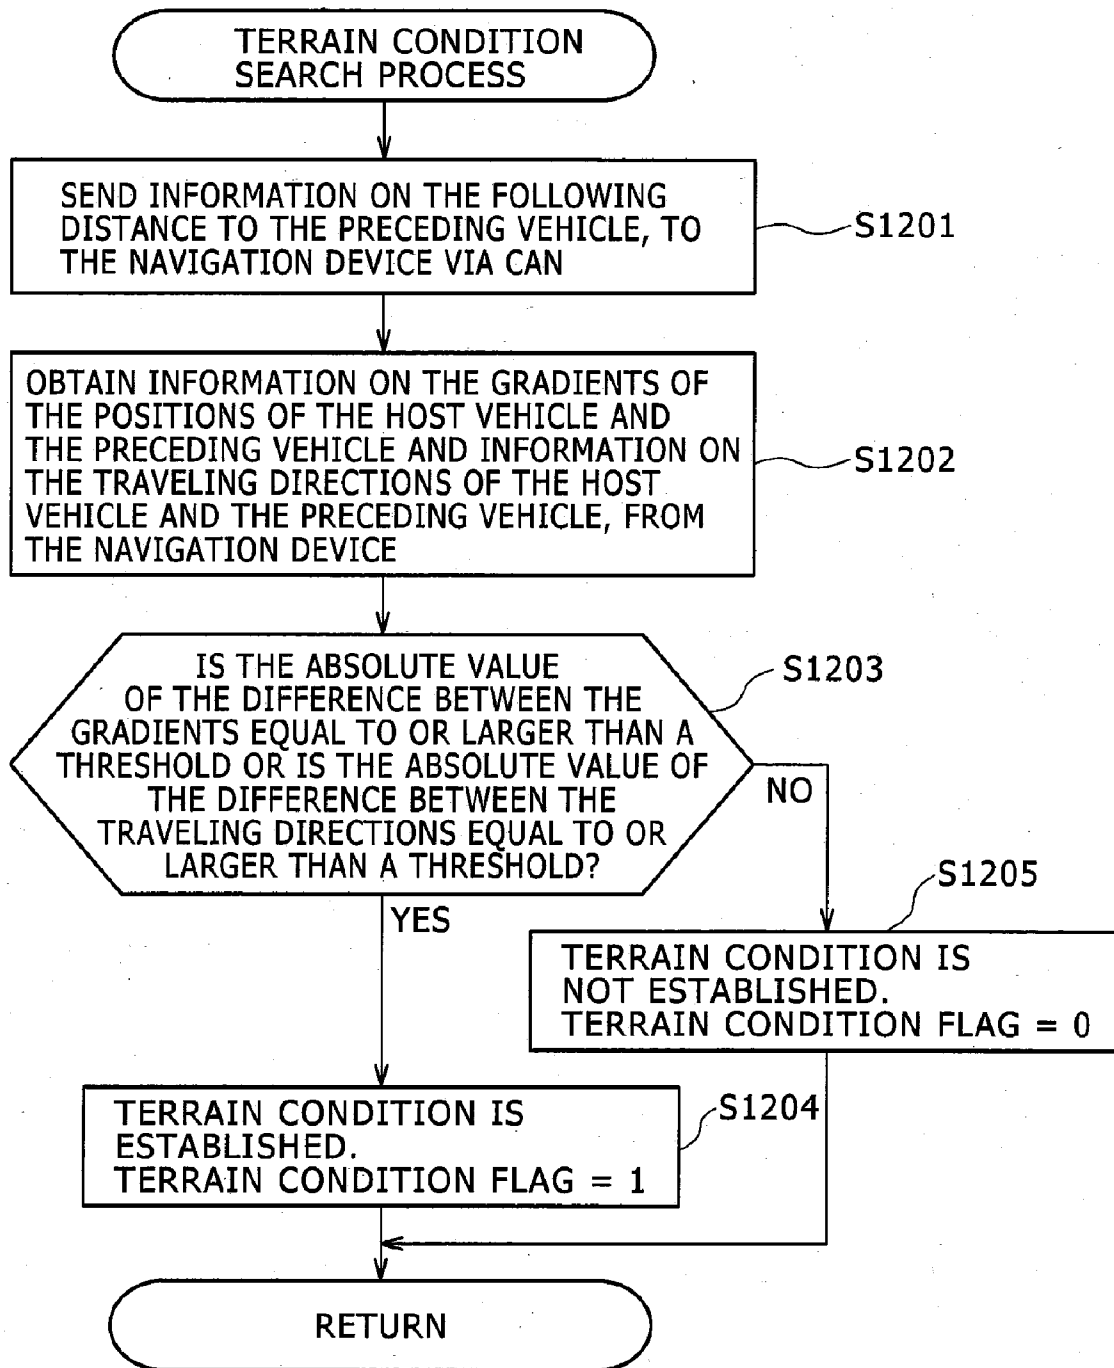 TERRAIN CONDITION
SEARCH PROCESS
SEND INFORMATION ON THE FOLLOWING
DISTANCE TO THE PRECEDING VEHICLE, TO
THE NAVIGATION DEVICE VIA CAN
S1201
OBTAIN INFORMATION ON THE GRADIENTS OF
THE POSITIONS OF THE HOST VEHICLE AND
THE PRECEDING VEHICLE AND INFORMATION ON
THE TRAVELING DIRECTIONS OF THE HOST
VEHICLE AND THE PRECEDING VEHICLE, FROM
THE NAVIGATION DEVICE
S1202
IS THE ABSOLUTE VALUE
OF THE DIFFERENCE BETWEEN THE
GRADIENTS EQUAL TO OR LARGER THAN A
THRESHOLD OR IS THE ABSOLUTE VALUE OF
THE DIFFERENCE BETWEEN THE
TRAVELING DIRECTIONS EQUAL TO OR
LARGER THAN A THRESHOLD?
S1203
NO
YES
S1205
TERRAIN CONDITION IS
NOT ESTABLISHED.
TERRAIN CONDITION FLAG = 0
TERRAIN CONDITION IS
ESTABLISHED.
TERRAIN CONDITION FLAG = 1
S1204
RETURN